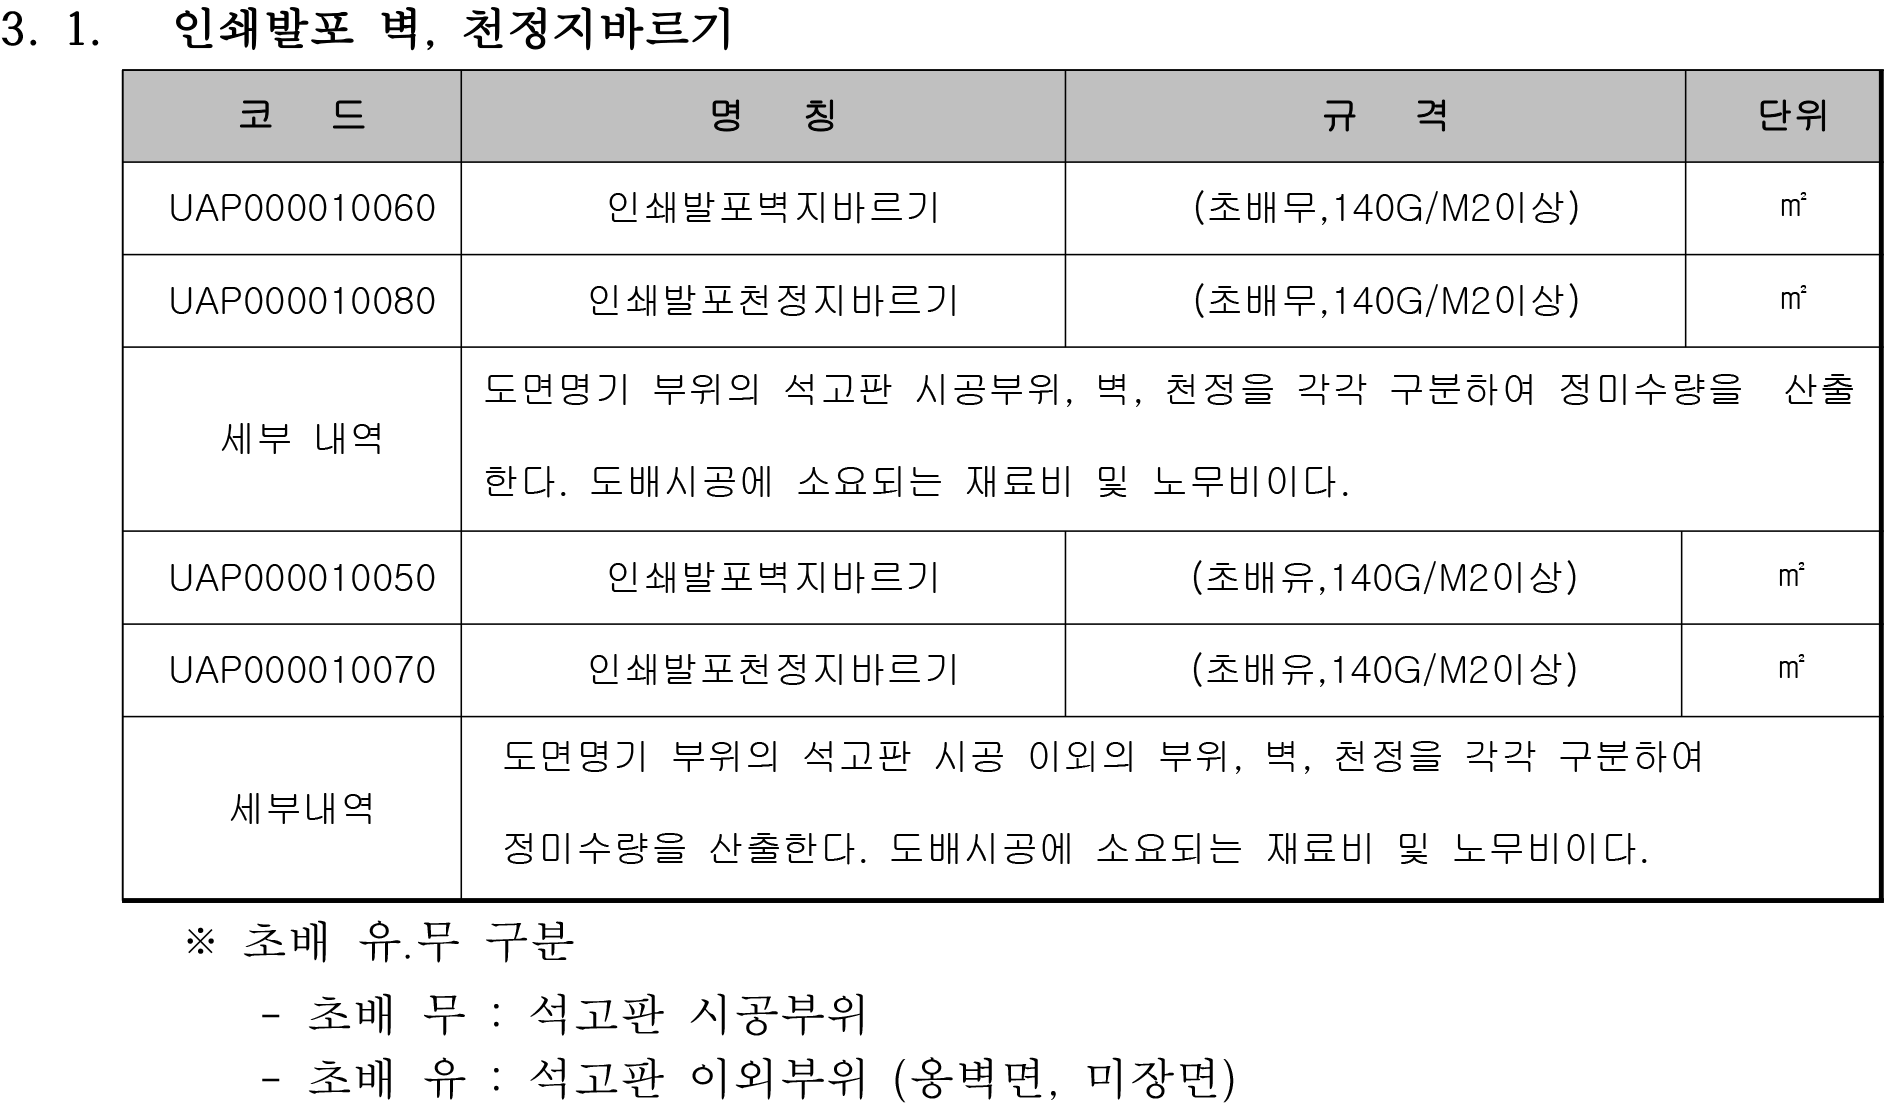 3. 1. 인쇄발포 벽, 천정지바르기
코 드 명 칭 규 격 단위
UAP000010060 인쇄발포벽지바르기 (초배무,140G/M2이상) ㎡
UAP000010080 인쇄발포천정지바르기 (초배무,140G/M2이상) ㎡
세부 내역
도면명기 부위의 석고판 시공부위, 벽, 천정을 각각 구분하여 정미수량을 산출
한다. 도배시공에 소요되는 재료비 및 노무비이다.
UAP000010050 인쇄발포벽지바르기 (초배유,140G/M2이상) ㎡
UAP000010070 인쇄발포천정지바르기 (초배유,140G/M2이상) ㎡
세부내역
도면명기 부위의 석고판 시공 이외의 부위, 벽, 천정을 각각 구분하여
정미수량을 산출한다. 도배시공에 소요되는 재료비 및 노무비이다.
※ 초배 유.무 구분
- 초배 무 : 석고판 시공부위
- 초배 유 : 석고판 이외부위 (옹벽면, 미장면)